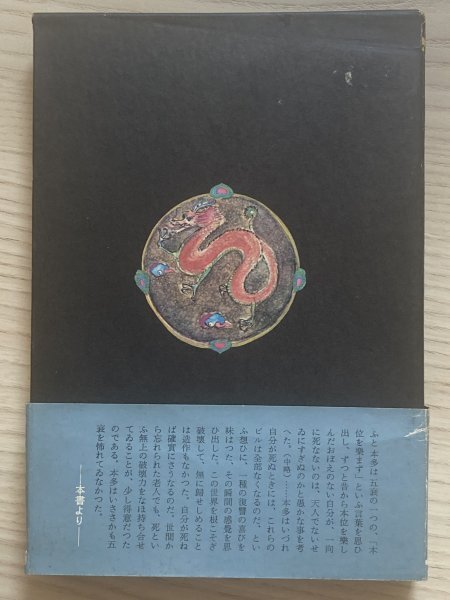 ふと本多は五衰の一つの、「本
位を樂まず」といふ言葉を思ひ
出し、ずつと昔から本位を樂し
んだおぼえのない自分が、一向
に死なないのは、天人でないせ
ゐにすぎぬのかと愚かな事を考
へた。（中略）―本多はいづれ
自分が死ぬときには、これらの
ビルは全部なくなるのだ、とい
ふ想ひに、一種の復讐の喜びを
味はつた、その瞬間の感覺を思
ひ出した。この世界を根こそぎ
破壞して、無に歸せしめること
は造作もなかつた。自分が死ね
ば確實にさうなるのだ。世間か
ら忘れられた老人でも、死とい
ふ無上の破壞力をなほ持ち合せ
てゐることが、少し得意だつた
のである。本多はいささかも五
衰を怖れてゐなかつた。
――本書より――